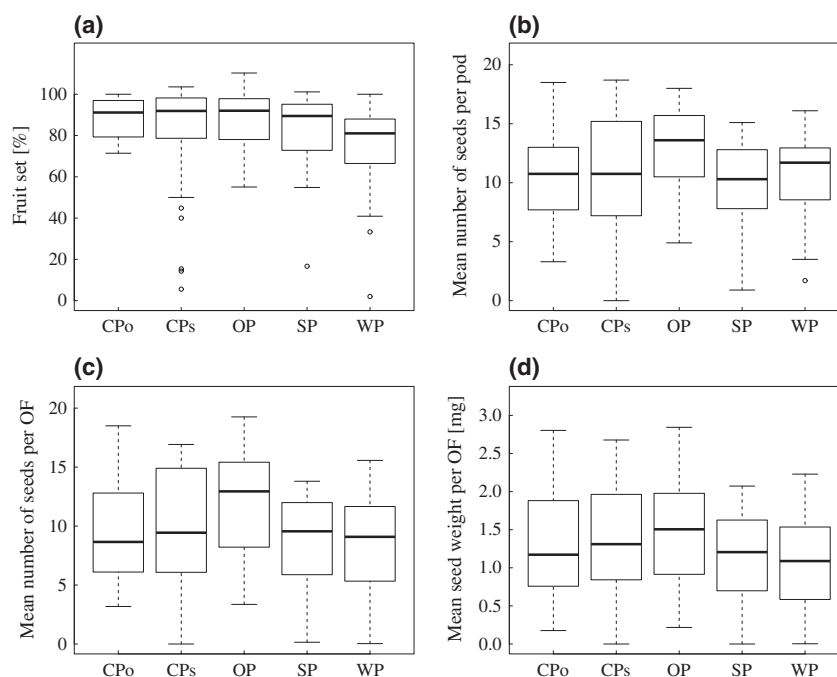 (a)
Fruit set [%]
100
80
60
40
20
0
CPo CPs OP SP WP
(b)
Mean number of seeds per pod
20
15
10
5
0
CPo CPs OP SP WP
(c)
Mean number of seeds per OF
20
15
10
5
0
CPo CPs OP SP WP
(d)
Mean seed weight per OF [mg]
3.0
2.5
2.0
1.5
1.0
0.5
0.0
CPo CPs OP SP WP